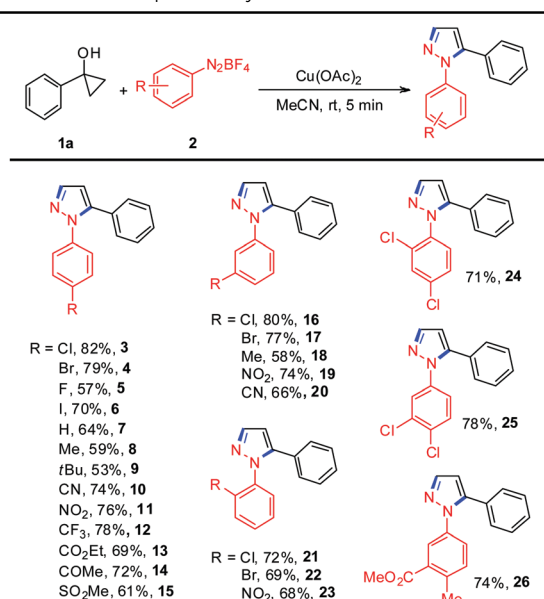 OH
N₂BF₄
R
+
Cu(OAc)₂
MeCN, rt, 5 min
1a
2
N
N
R
N
N
R
R = Cl, 82%, 3
Br, 79%, 4
F, 57%, 5
I, 70%, 6
H, 64%, 7
Me, 59%, 8
tBu, 53%, 9
CN, 74%, 10
NO₂, 76%, 11
CF₃, 78%, 12
CO₂Et, 69%, 13
COMe, 72%, 14
SO₂Me, 61%, 15
N
N
R
R = Cl, 80%, 16
Br, 77%, 17
Me, 58%, 18
NO₂, 74%, 19
CN, 66%, 20
N
N
R
R = Cl, 72%, 21
Br, 69%, 22
NO₂, 68%, 23
N
N
Cl
Cl
71%, 24
N
N
Cl
Cl
78%, 25
N
N
MeO₂C
Me
74%, 26